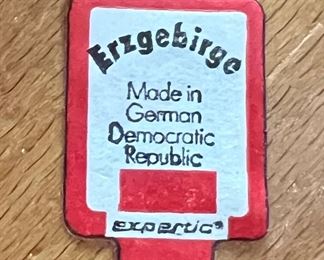 Erzgebirge
Made in
German
Democratic
Republic
expertic